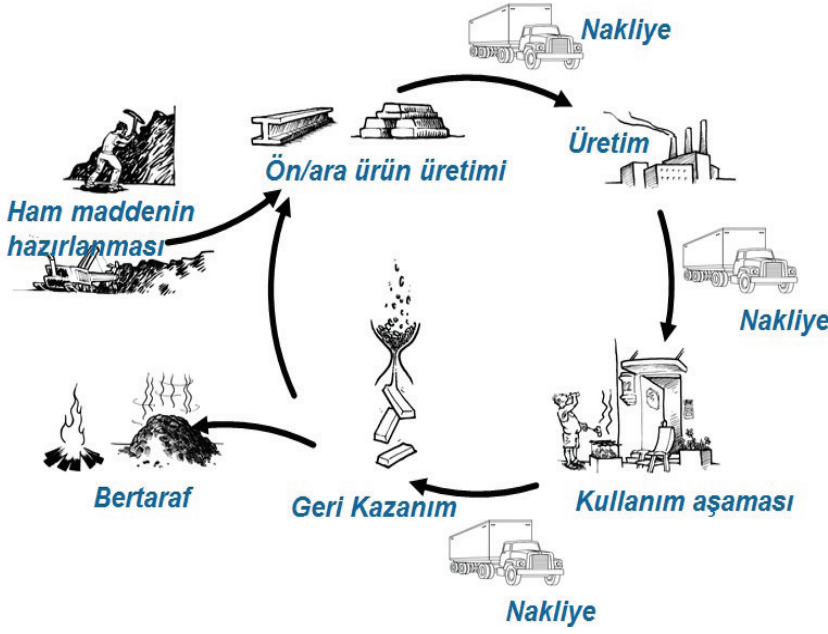 Nakliye
Üretim
Ön/ara ürün üretimi
Ham maddenin
hazırlanması
Nakliye
Bertaraf
Geri Kazanım
Kullanım aşaması
Nakliye